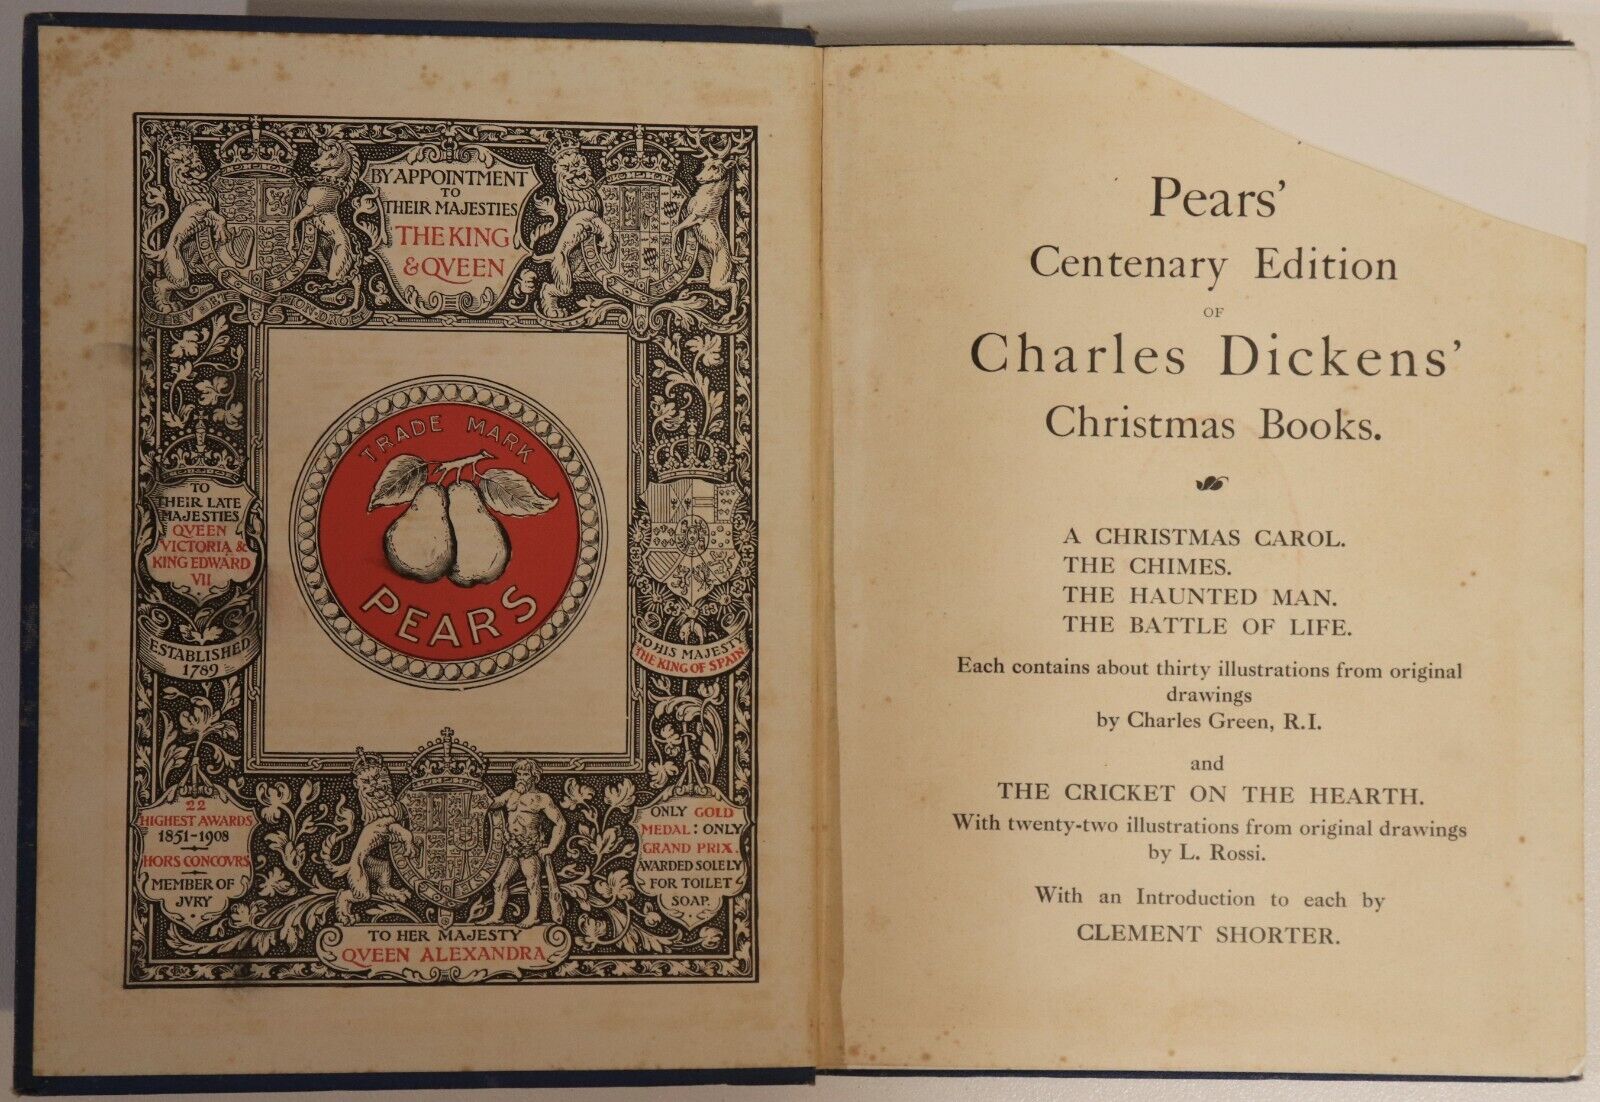 BY APPOINTMENT
TO
THEIR MAJESTIES
THE KING
& QVEEN
TRADE MARK
PEARS
TO
THEIR LATE
MAJESTIES
QVEEN
VICTORIA &
KING EDWARD
VII
ESTABLISHED
1789
TO HIS MAJESTY
THE KING OF SPAIN
22
HIGHEST AWARDS
1851-1908
HORS CONCOVRS
MEMBER OF
JVRY
ONLY GOLD
MEDAL: ONLY
GRAND PRIX.
AWARDED SOLELY
FOR TOILET
SOAP.
TO HER MAJESTY
QVEEN ALEXANDRA
Pears'
Centenary Edition
OF
Charles Dickens'
Christmas Books.
A CHRISTMAS CAROL.
THE CHIMES.
THE HAUNTED MAN.
THE BATTLE OF LIFE.
Each contains about thirty illustrations from original
drawings
by Charles Green, R.I.
and
THE CRICKET ON THE HEARTH.
With twenty-two illustrations from original drawings
by L. Rossi.
With an Introduction to each by
CLEMENT SHORTER.